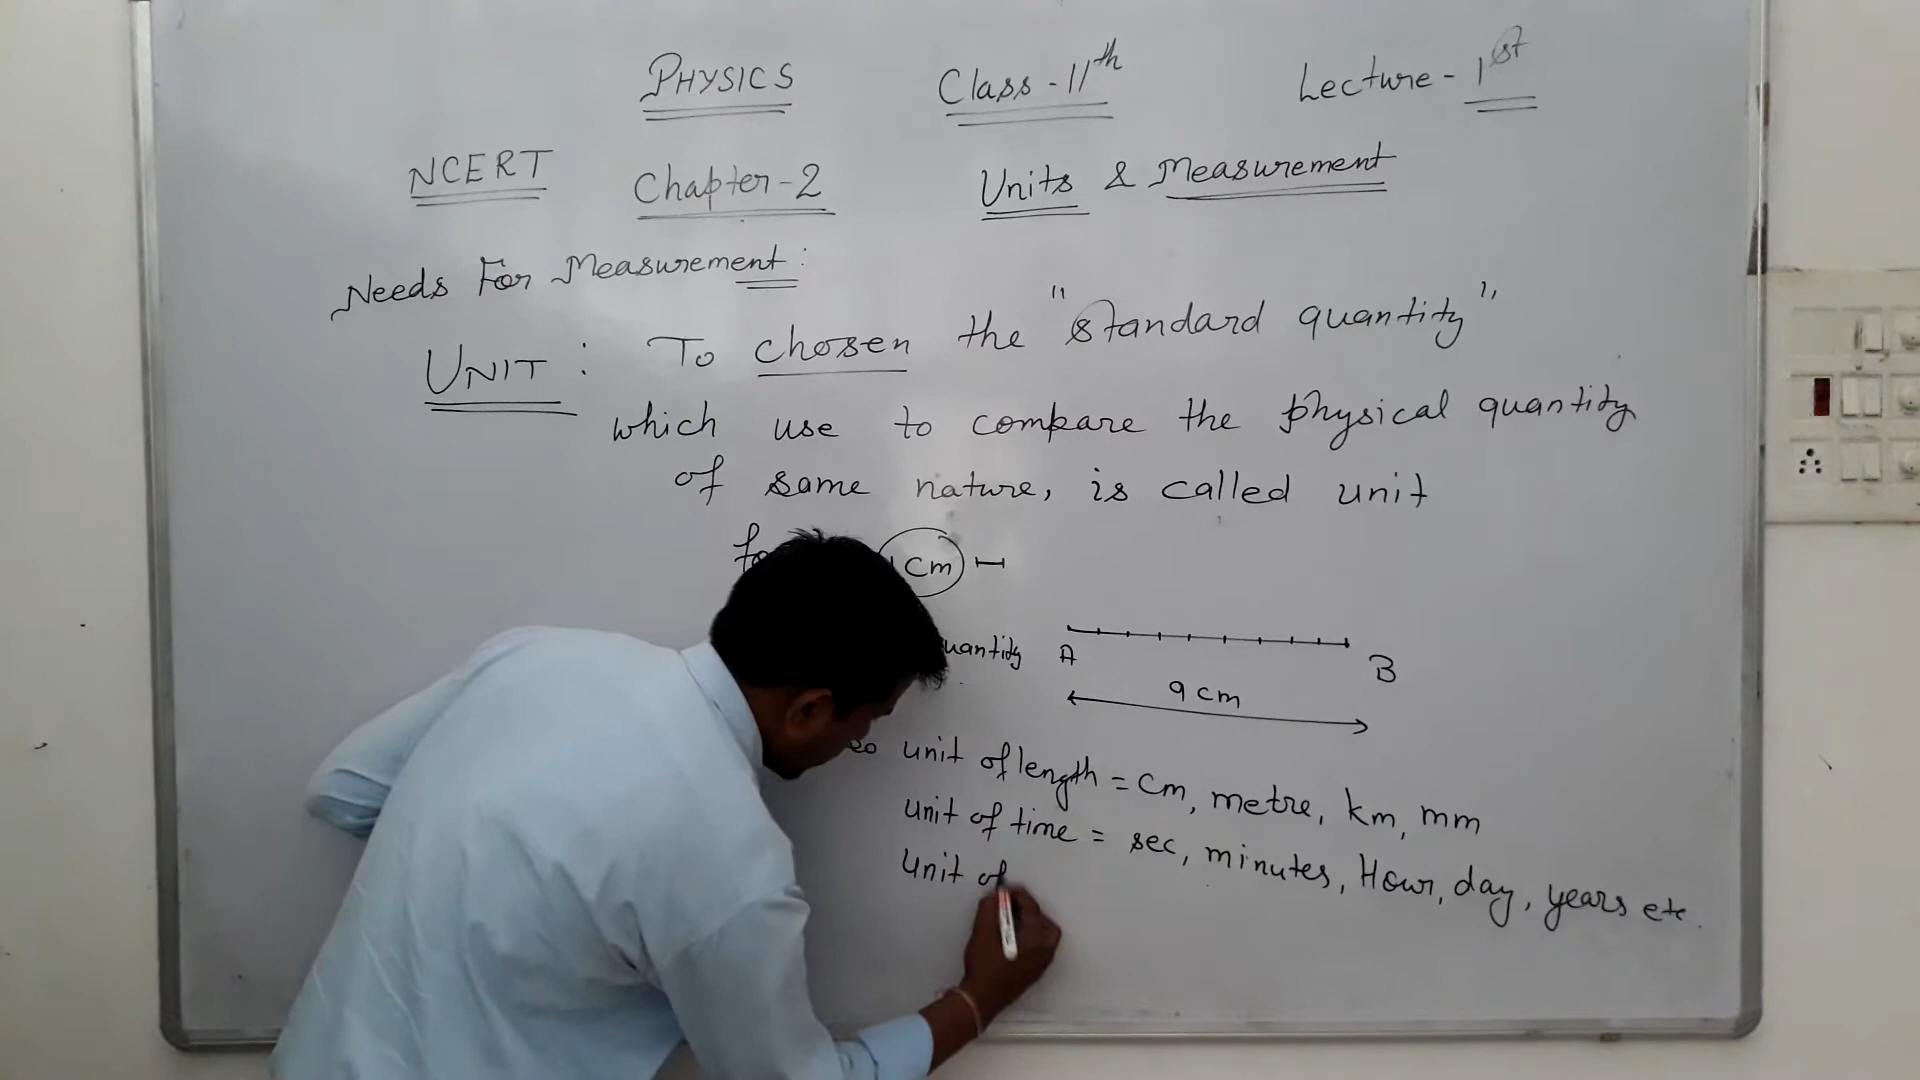 PHYSICS Class-11th Lecture-1st
NCERT Chapter-2 Units & Measurement
Needs For Measurement:
UNIT: To chosen the "standard quantity"
which use to compare the physical quantity
of same nature, is called unit
cm
A B
9 cm
unit of length = cm, metre, km, mm
unit of time = sec, minutes, Hour, day, years etc.
unit of